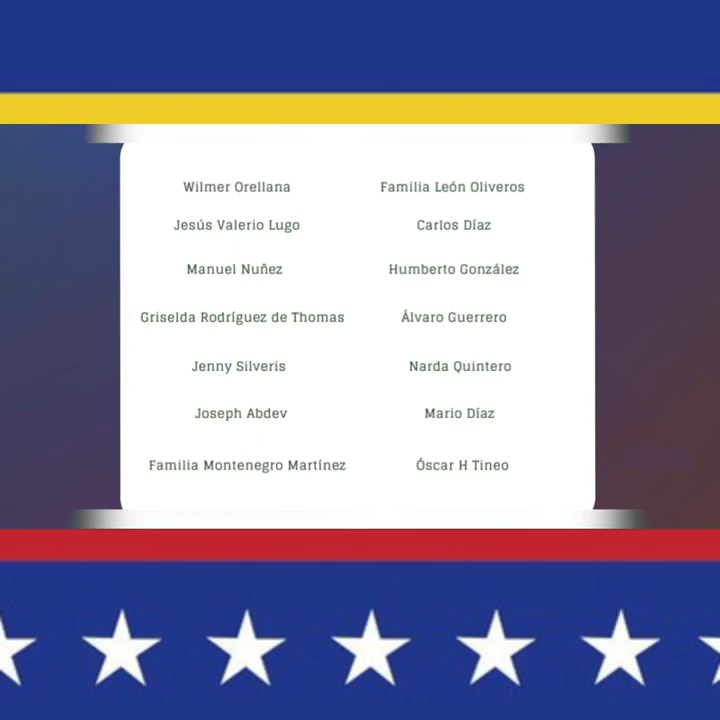 Wilmer Orellana
Familia León Oliveros
Jesús Valerio Lugo
Carlos Díaz
Manuel Nuñez
Humberto González
Griselda Rodríguez de Thomas
Álvaro Guerrero
Jenny Silveris
Narda Quintero
Joseph Abdev
Mario Díaz
Familia Montenegro Martínez
Óscar H Tineo